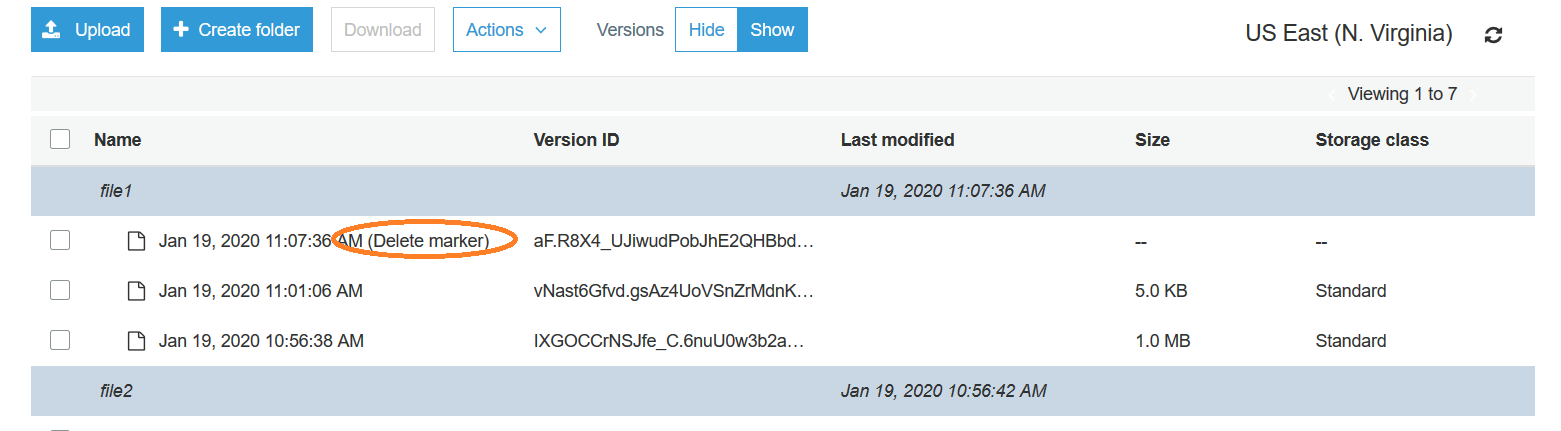 Upload Create folder Download Actions Versions Hide Show US East (N. Virginia)
Viewing 1 to 7
Name Version ID Last modified Size Storage class
file1 Jan 19, 2020 11:07:36 AM
Jan 19, 2020 11:07:36 AM (Delete marker) aF.R8X4_UJiwudPobJhE2QHBbd... -- --
Jan 19, 2020 11:01:06 AM vNast6Gfvd.gsAz4UoVSnZrMdnK... 5.0 KB Standard
Jan 19, 2020 10:56:38 AM IXGOCCrNSJfe_C.6nuU0w3b2a... 1.0 MB Standard
file2 Jan 19, 2020 10:56:42 AM